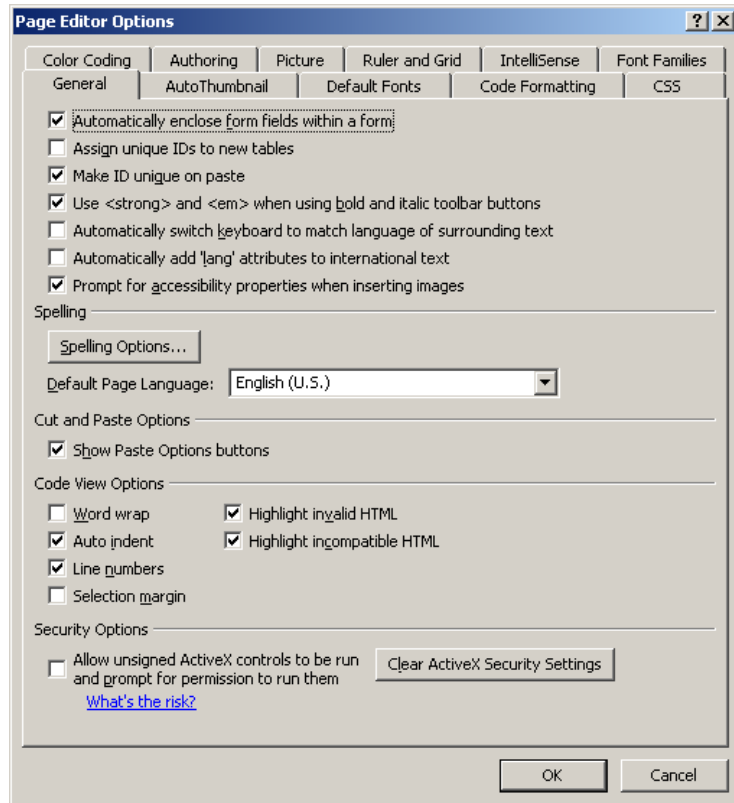 Page Editor Options
Color Coding Authoring Picture Ruler and Grid IntelliSense Font Families
General AutoThumbnail Default Fonts Code Formatting CSS
Automatically enclose form fields within a form
Assign unique IDs to new tables
Make ID unique on paste
Use <strong> and <em> when using bold and italic toolbar buttons
Automatically switch keyboard to match language of surrounding text
Automatically add 'lang' attributes to international text
Prompt for accessibility properties when inserting images
Spelling
Spelling Options...
Default Page Language: English (U.S.)
Cut and Paste Options
Show Paste Options buttons
Code View Options
Word wrap Highlight invalid HTML
Auto indent Highlight incompatible HTML
Line numbers
Selection margin
Security Options
Allow unsigned ActiveX controls to be run
and prompt for permission to run them
Clear ActiveX Security Settings
What's the risk?
OK Cancel